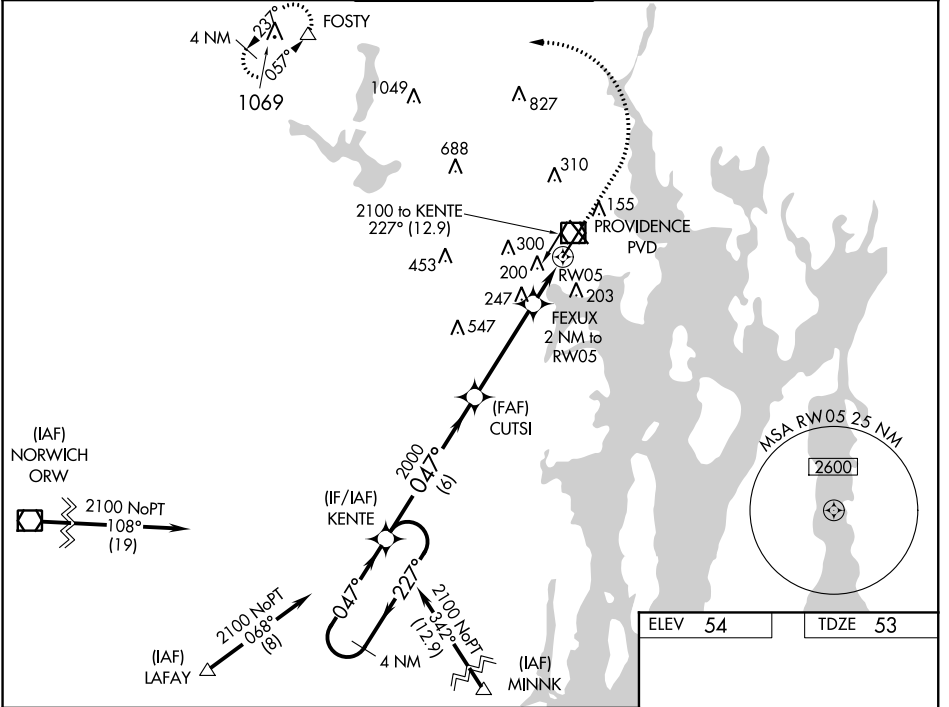 237°
4 NM
057°
FOSTY
1069
1049
827
688
310
155
2100 to KENTE
227° (12.9)
PROVIDENCE
PVD
453
300
200
RW05
247
203
547
FEXUX
2 NM to
RW05
(FAF)
CUTSI
MSA RW 05 25 NM
2600
(IAF)
NORWICH
ORW
2100 NoPT
108°
(19)
2000
047°
(6)
(IF/IAF)
KENTE
047°
227°
4 NM
2100 NoPT
068°
(8)
(IAF)
LAFAY
2100 NoPT
342°
(12.9)
(IAF)
MINNK
ELEV 54
TDZE 53